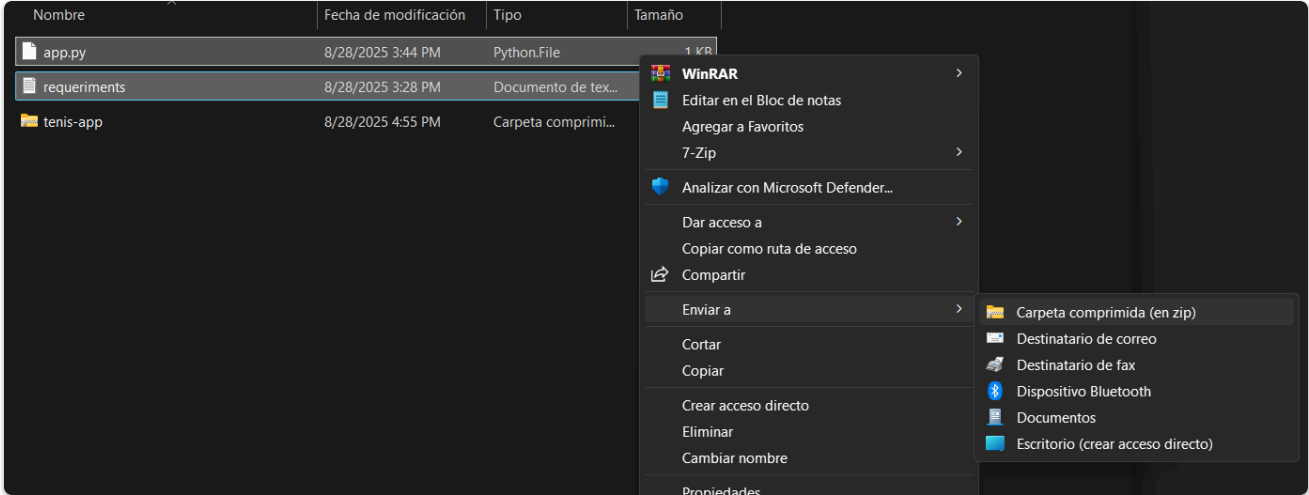 Nombre Fecha de modificación Tipo Tamaño
app.py 8/28/2025 3:44 PM Python.File 1 KB
requeriments 8/28/2025 3:28 PM Documento de tex...
tenis-app 8/28/2025 4:55 PM Carpeta comprimi...
WinRAR
Editar en el Bloc de notas
Agregar a Favoritos
7-Zip
Analizar con Microsoft Defender...
Dar acceso a
Copiar como ruta de acceso
Compartir
Enviar a
Cortar
Copiar
Crear acceso directo
Eliminar
Cambiar nombre
Propiedades
Carpeta comprimida (en zip)
Destinatario de correo
Destinatario de fax
Dispositivo Bluetooth
Documentos
Escritorio (crear acceso directo)